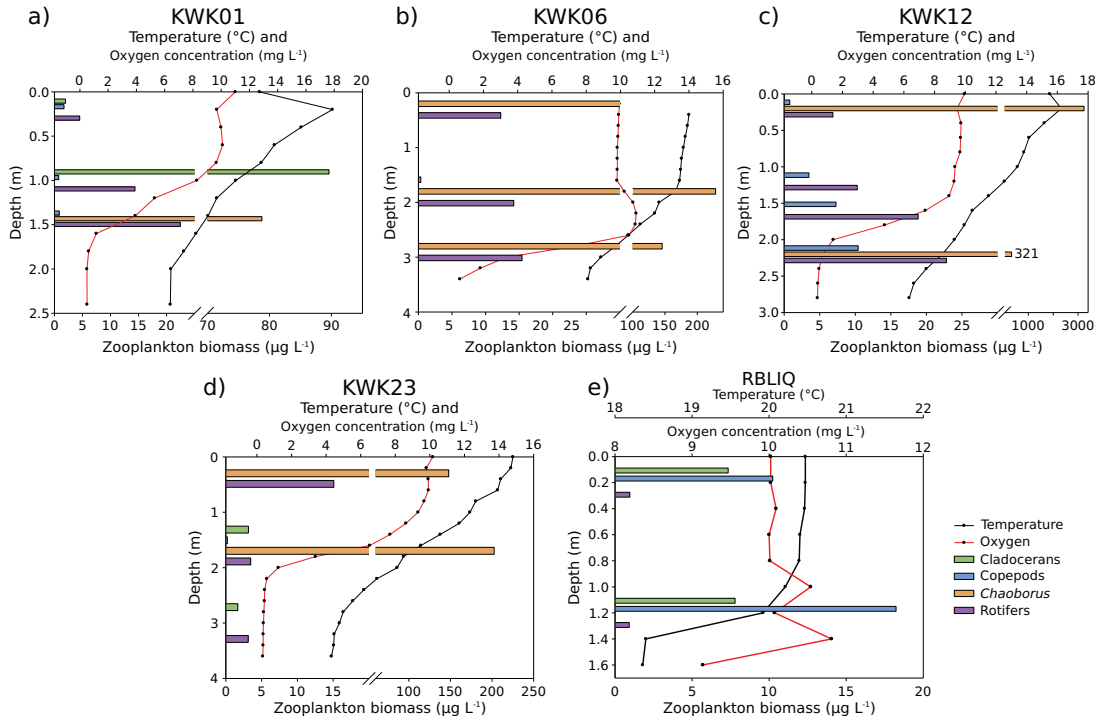 a)
KWK01
Temperature (°C) and
Oxygen concentration (mg L⁻¹)
0 2 4 6 8 10 12 14 16 18 20
Depth (m)
0.0
0.5
1.0
1.5
2.0
2.5
0 5 10 15 20 70 80 90
Zooplankton biomass (µg L⁻¹)
b)
KWK06
Temperature (°C) and
Oxygen concentration (mg L⁻¹)
0 2 4 6 8 10 12 14 16
Depth (m)
0
1
2
3
4
0 5 10 15 20 25 100 150 200
Zooplankton biomass (µg L⁻¹)
c)
KWK12
Temperature (°C) and
Oxygen concentration (mg L⁻¹)
0 2 4 6 8 10 12 14 16 18
Depth (m)
0.0
0.5
1.0
1.5
2.0
2.5
3.0
321
0 5 10 15 20 25 1000 3200
Zooplankton biomass (µg L⁻¹)
d)
KWK23
Temperature (°C) and
Oxygen concentration (mg L⁻¹)
0 2 4 6 8 10 12 14 16
Depth (m)
0
1
2
3
4
0 5 10 15 100 150 200 250
Zooplankton biomass (µg L⁻¹)
e)
RBLIQ
Temperature (°C)
18 19 20 21 22
Oxygen concentration (mg L⁻¹)
8 9 10 11 12
Depth (m)
0.0
0.2
0.4
0.6
0.8
1.0
1.2
1.4
1.6
0 5 10 15 20
Zooplankton biomass (µg L⁻¹)
Temperature
Oxygen
Cladocerans
Copepods
Chaoborus
Rotifers